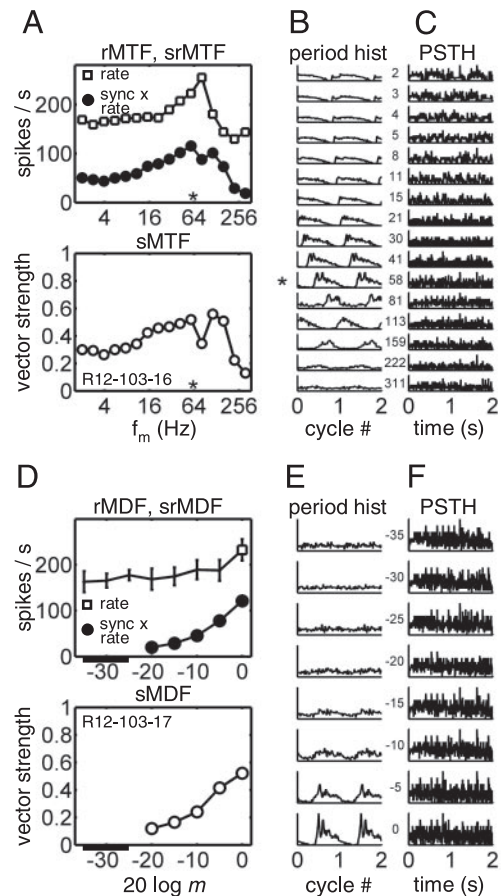 A
B
C
rMTF, srMTF
period hist
PSTH
rate
sync x
rate
spikes / s
200
100
0
4
16
64
256
*
sMTF
vector strength
1
0.8
0.6
0.4
0.2
0
R12-103-16
*
4
16
64
256
fm (Hz)
2
3
4
5
8
11
15
21
30
41
*
58
81
113
159
222
311
0
1
2
cycle #
0
1
2
time (s)
D
E
F
rMDF, srMDF
period hist
PSTH
spikes / s
200
100
0
rate
sync x
rate
-30
-20
-10
0
sMDF
vector strength
1
0.8
0.6
0.4
0.2
0
R12-103-17
-30
-20
-10
0
20 log m
-35
-30
-25
-20
-15
-10
-5
0
0
1
2
cycle #
0
1
2
time (s)